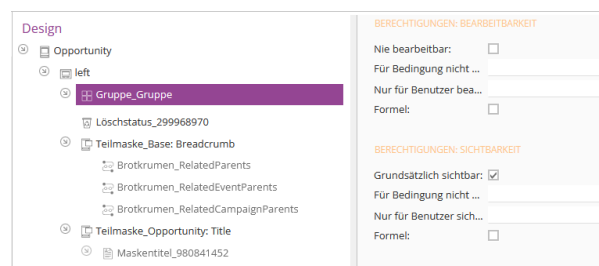 Design
Opportunity
left
Gruppe_Gruppe
Löschstatus_299968970
Teilmaske_Base: Breadcrumb
Brotkrumen_RelatedParents
Brotkrumen_RelatedEventParents
Brotkrumen_RelatedCampaignParents
Teilmaske_Opportunity: Title
Maskentitel_980841452
BERECHTIGUNGEN: BEARBEITBARKEIT
Nie bearbeitbar:
Für Bedingung nicht ...
Nur für Benutzer bea...
Formel:
BERECHTIGUNGEN: SICHTBARKEIT
Grundsätzlich sichtbar:
Für Bedingung nicht ...
Nur für Benutzer sich...
Formel: